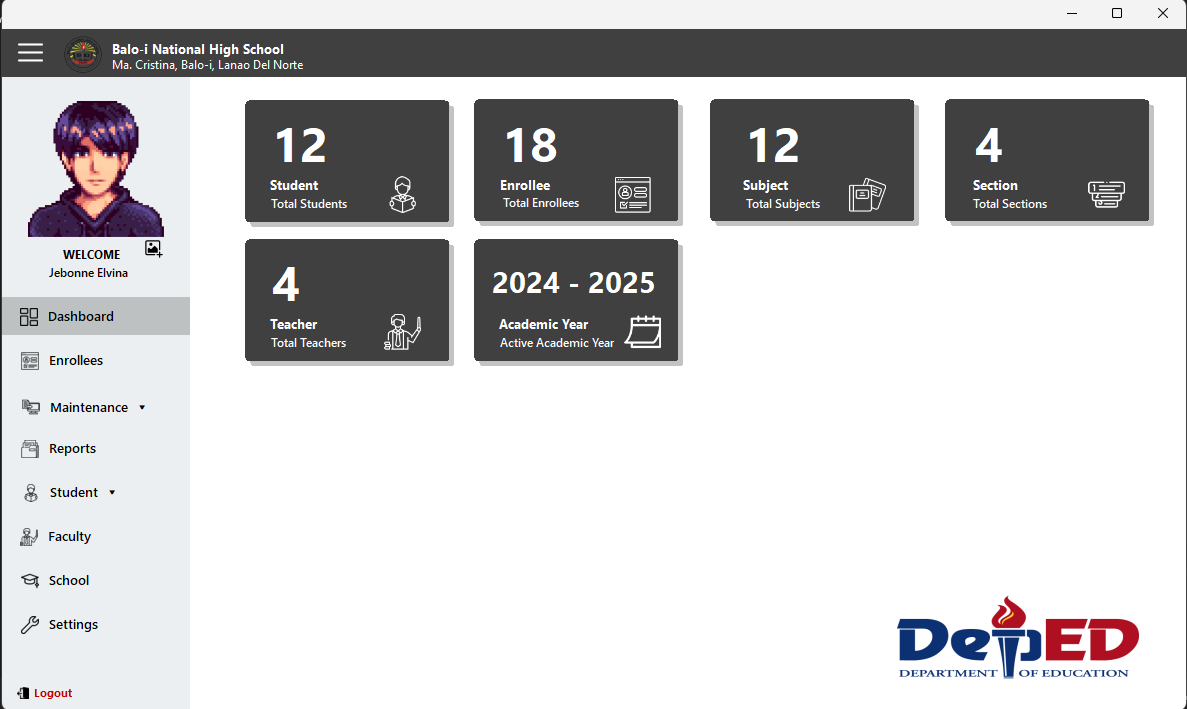 Balo-i National High School
Ma. Cristina, Balo-i, Lanao Del Norte
WELCOME
Jebonne Elvina
Dashboard
Enrollees
Maintenance
Reports
Student
Faculty
School
Settings
Logout
12
Student
Total Students
18
Enrollee
Total Enrollees
12
Subject
Total Subjects
4
Section
Total Sections
4
Teacher
Total Teachers
2024 - 2025
Academic Year
Active Academic Year
DepED
DEPARTMENT OF EDUCATION